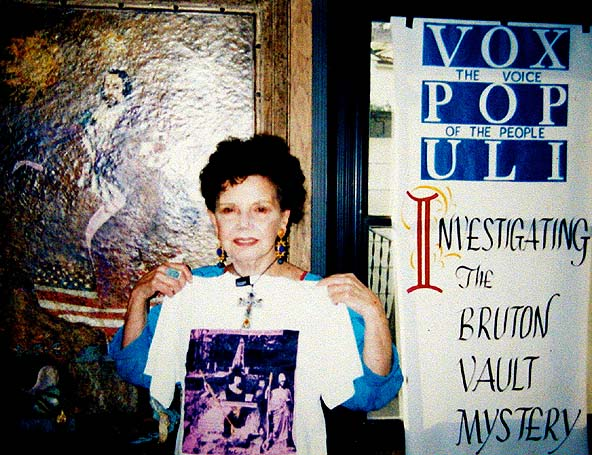 VOX
THE VOICE
POP
OF THE PEOPLE
ULI
INVESTIGATING
THE
BRUTON
VAULT
MYSTERY